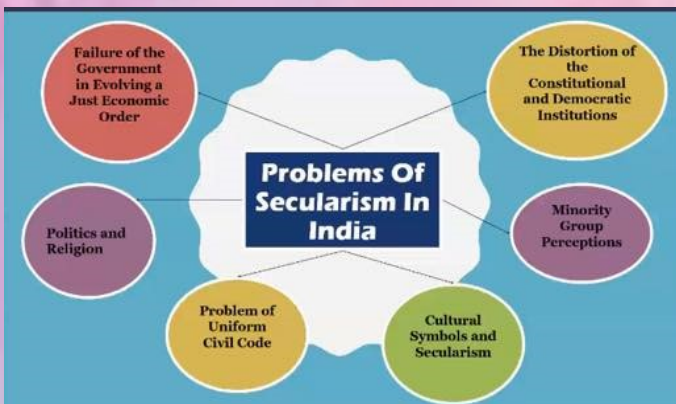 Failure of the
Government
in Evolving a
Just Economic
Order
The Distortion of
the
Constitutional
and Democratic
Institutions
Problems Of
Secularism In
India
Politics and
Religion
Minority
Group
Perceptions
Problem of
Uniform
Civil Code
Cultural
Symbols and
Secularism